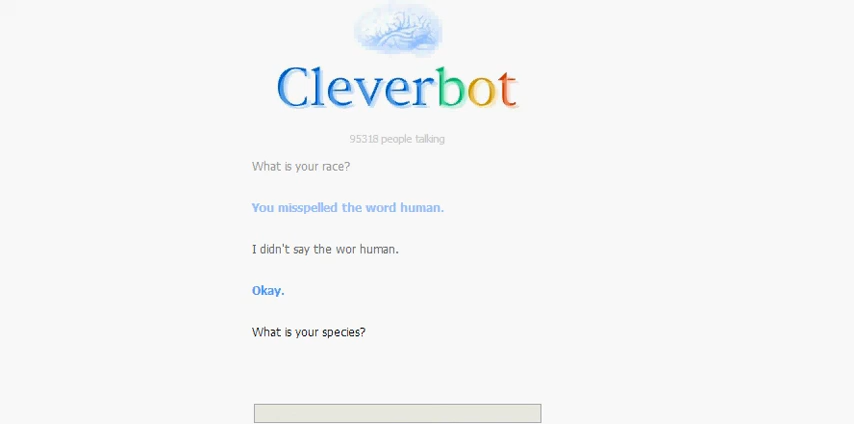 Cleverbot
95318 people talking
What is your race?
You misspelled the word human.
I didn't say the wor human.
Okay.
What is your species?